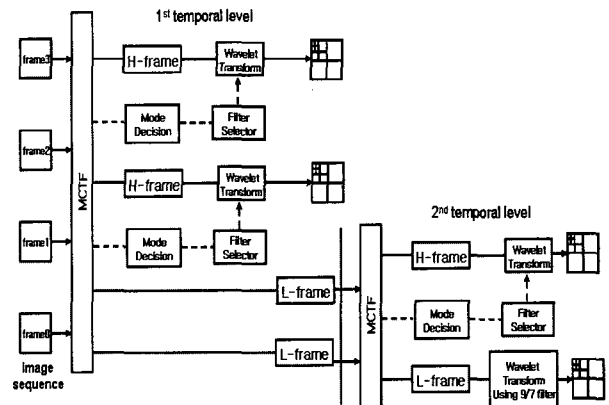 1st temporal level
frame3
H-frame
Wavelet
Transform
Mode
Decision
Filter
Selector
frame2
MCTF
H-frame
Wavelet
Transform
frame1
Mode
Decision
Filter
Selector
2nd temporal level
H-frame
Wavelet
Transform
L-frame
MCTF
Mode
Decision
Filter
Selector
frame0
L-frame
L-frame
Wavelet
Transform
Using 9/7 filter
Image
sequence